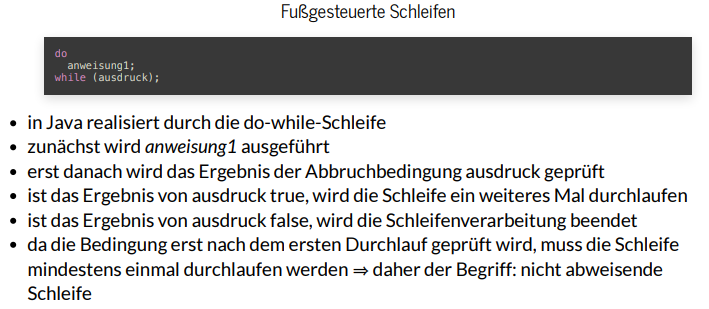 Fußgesteuerte Schleifen
do
  anweisung1;
while (ausdruck);
• in Java realisiert durch die do-while-Schleife
• zunächst wird anweisung1 ausgeführt
• erst danach wird das Ergebnis der Abbruchbedingung ausdruck geprüft
• ist das Ergebnis von ausdruck true, wird die Schleife ein weiteres Mal durchlaufen
• ist das Ergebnis von ausdruck false, wird die Schleifenverarbeitung beendet
• da die Bedingung erst nach dem ersten Durchlauf geprüft wird, muss die Schleife
mindestens einmal durchlaufen werden ⇒ daher der Begriff: nicht abweisende
Schleife